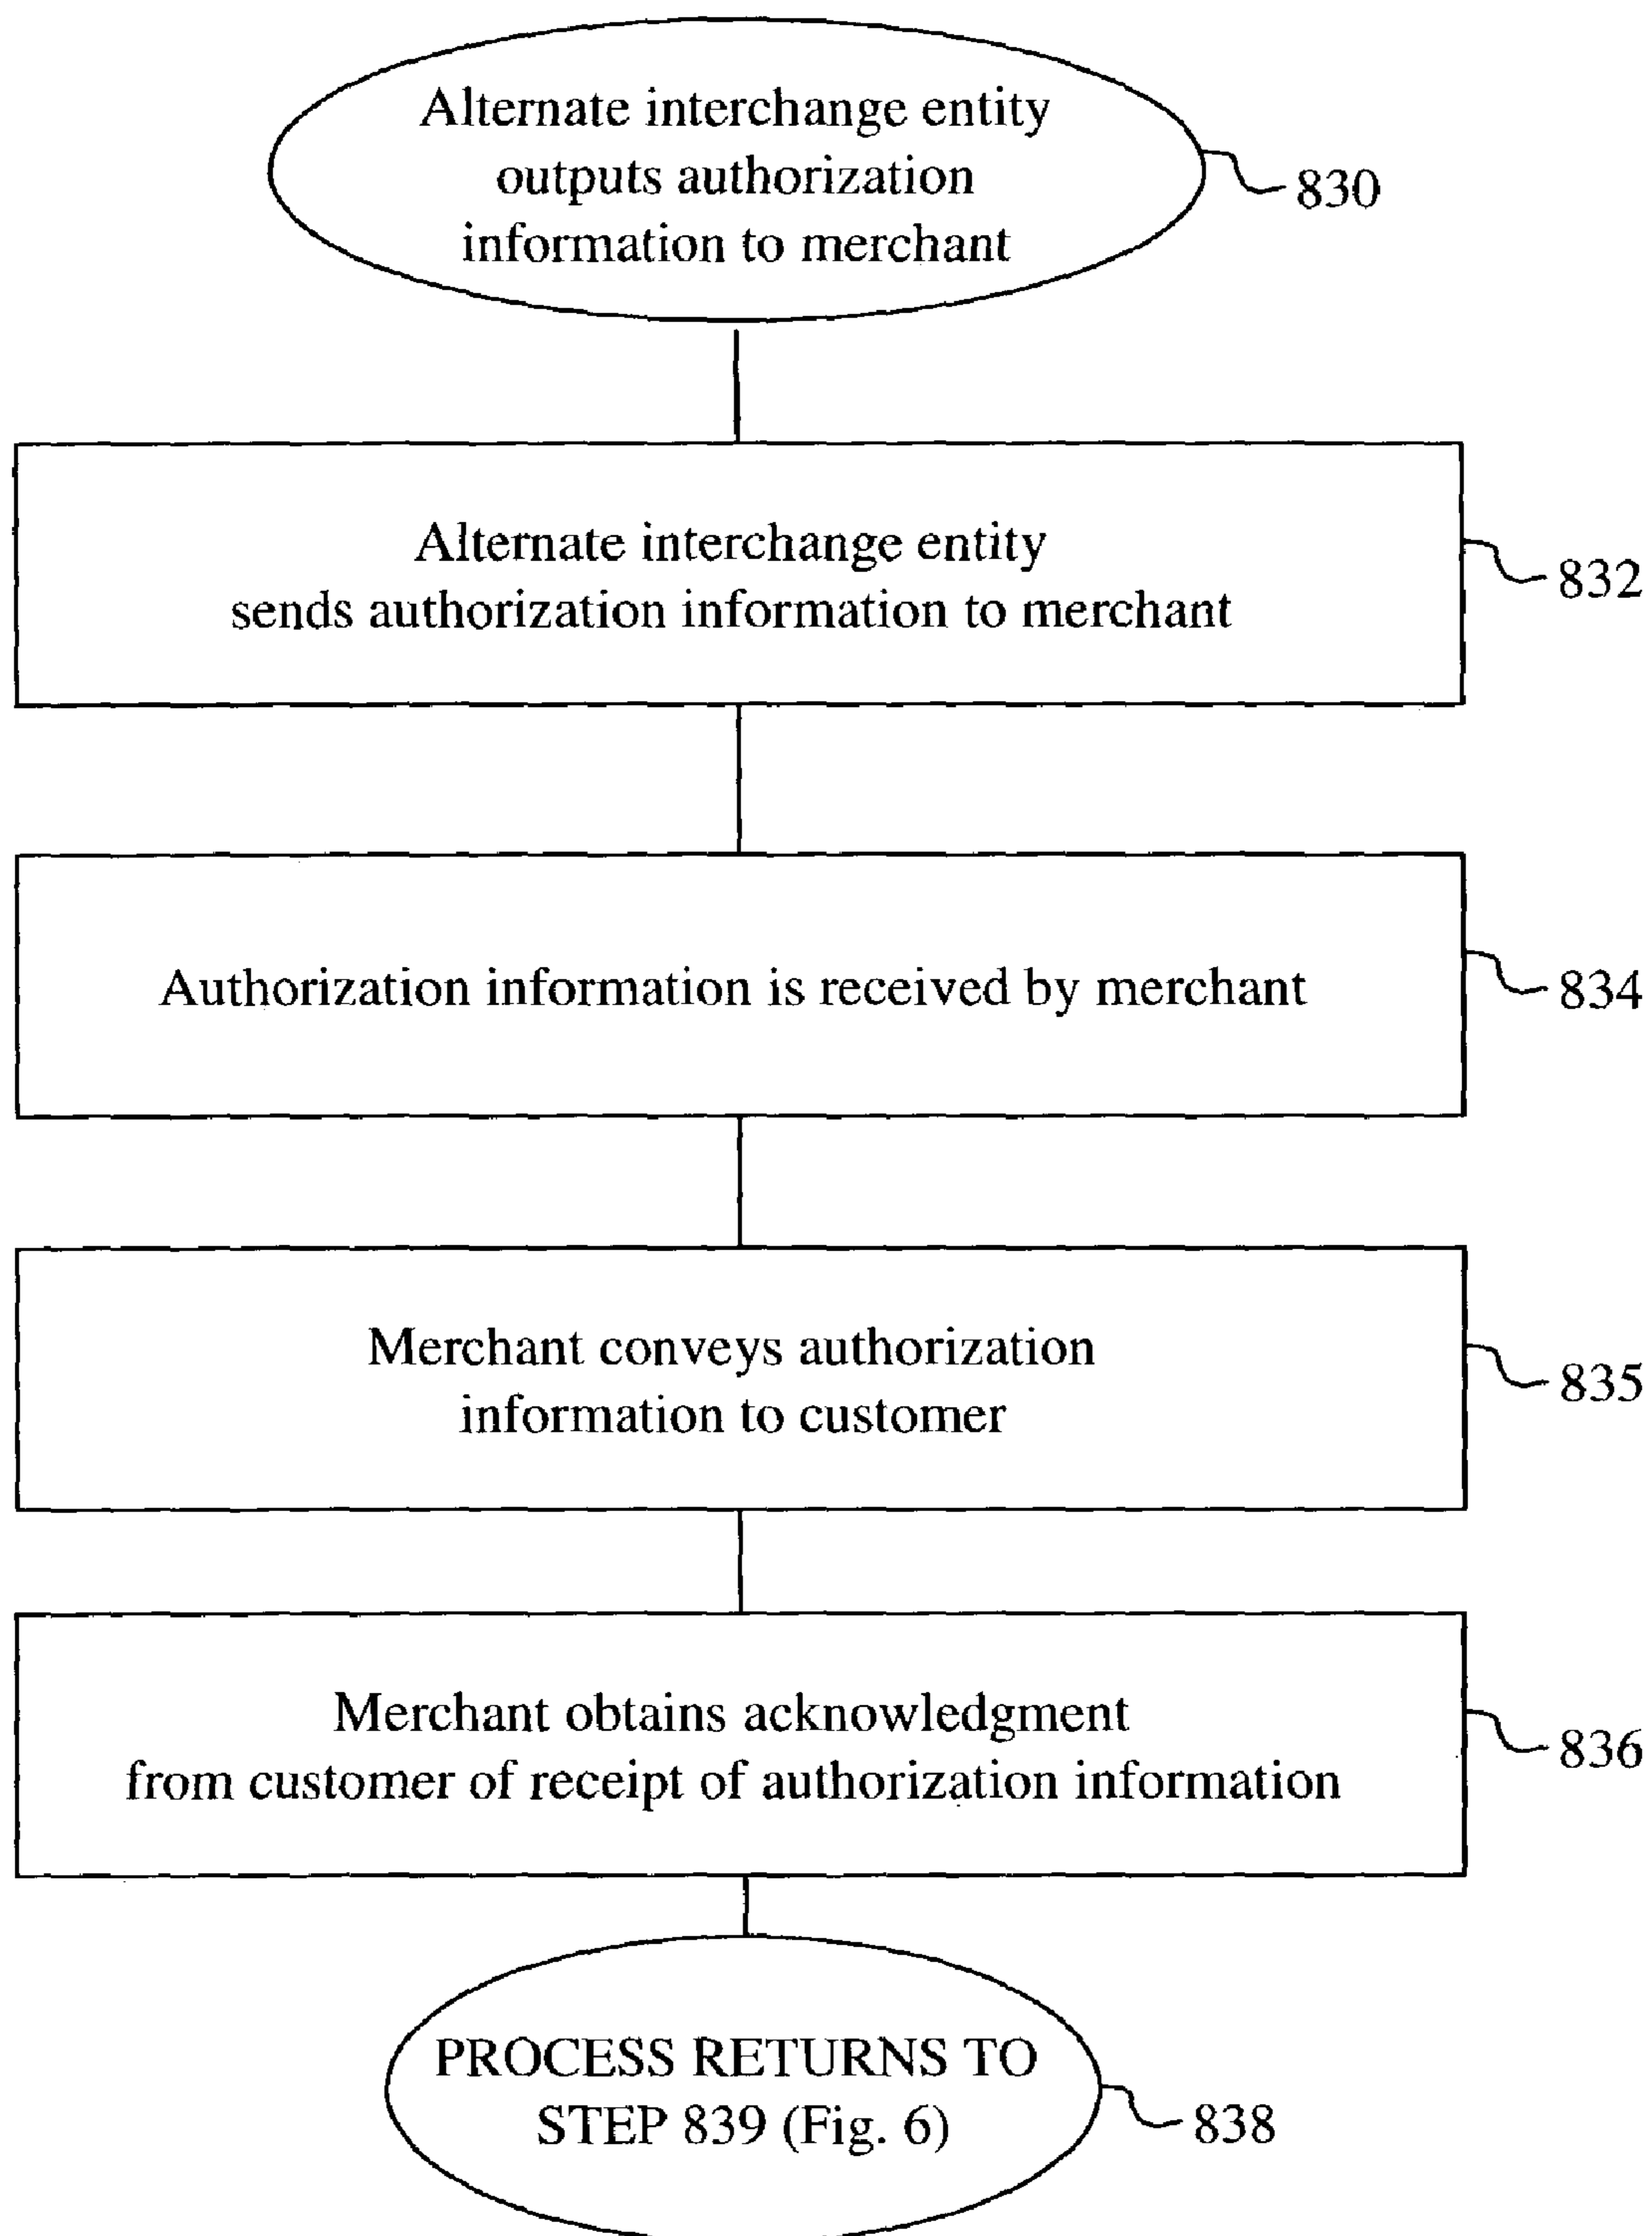 Alternate interchange entity
outputs authorization
information to merchant
830
Alternate interchange entity
sends authorization information to merchant
832
Authorization information is received by merchant
834
Merchant conveys authorization
information to customer
835
Merchant obtains acknowledgment
from customer of receipt of authorization information
836
PROCESS RETURNS TO
STEP 839 (Fig. 6)
838